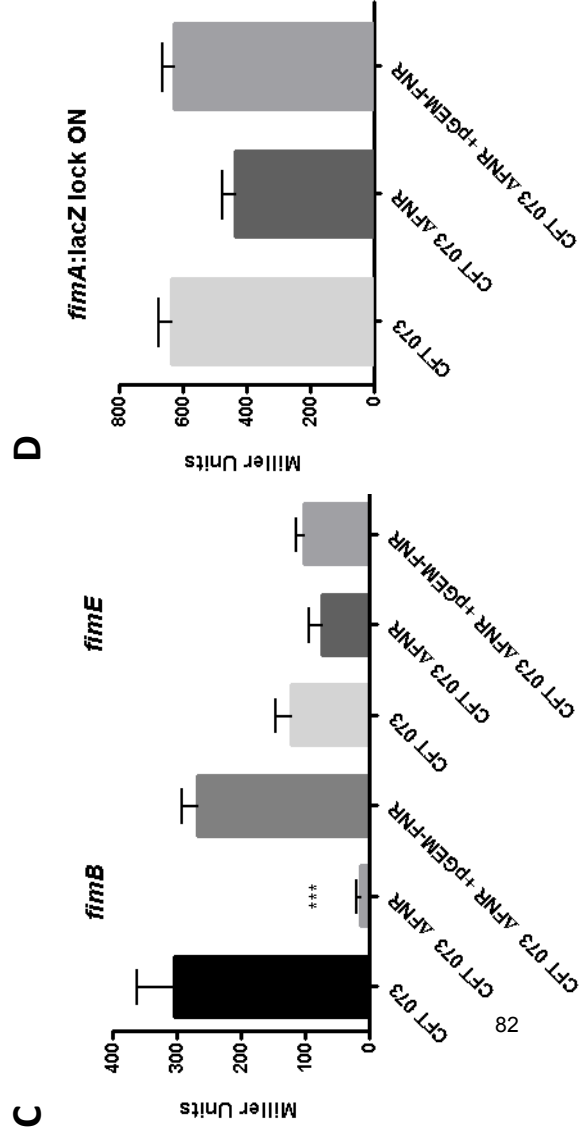 C
fimB
fimE
Miller Units
400
300
200
100
0
***
CFT 073
CFT 073 ΔFNR
CFT 073 ΔFNR +pGEM-FNR
CFT 073
CFT 073 ΔFNR
CFT 073 ΔFNR +pGEM-FNR
D
fimA:lacZ lock ON
Miller Units
800
600
400
200
0
CFT 073
CFT 073 ΔFNR
CFT 073 ΔFNR +pGEM-FNR
82